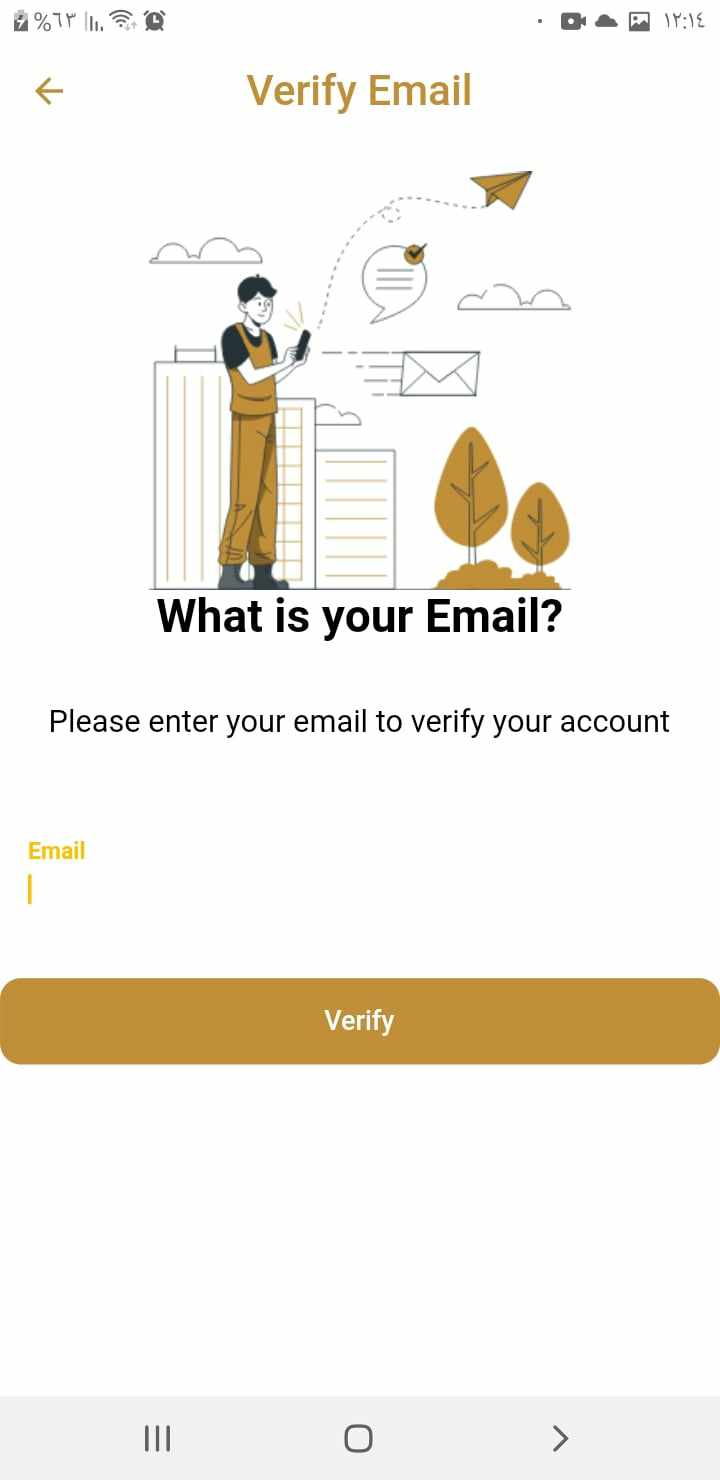 %٦٣ ١٢:١٤
Verify Email
What is your Email?
Please enter your email to verify your account
Email
Verify